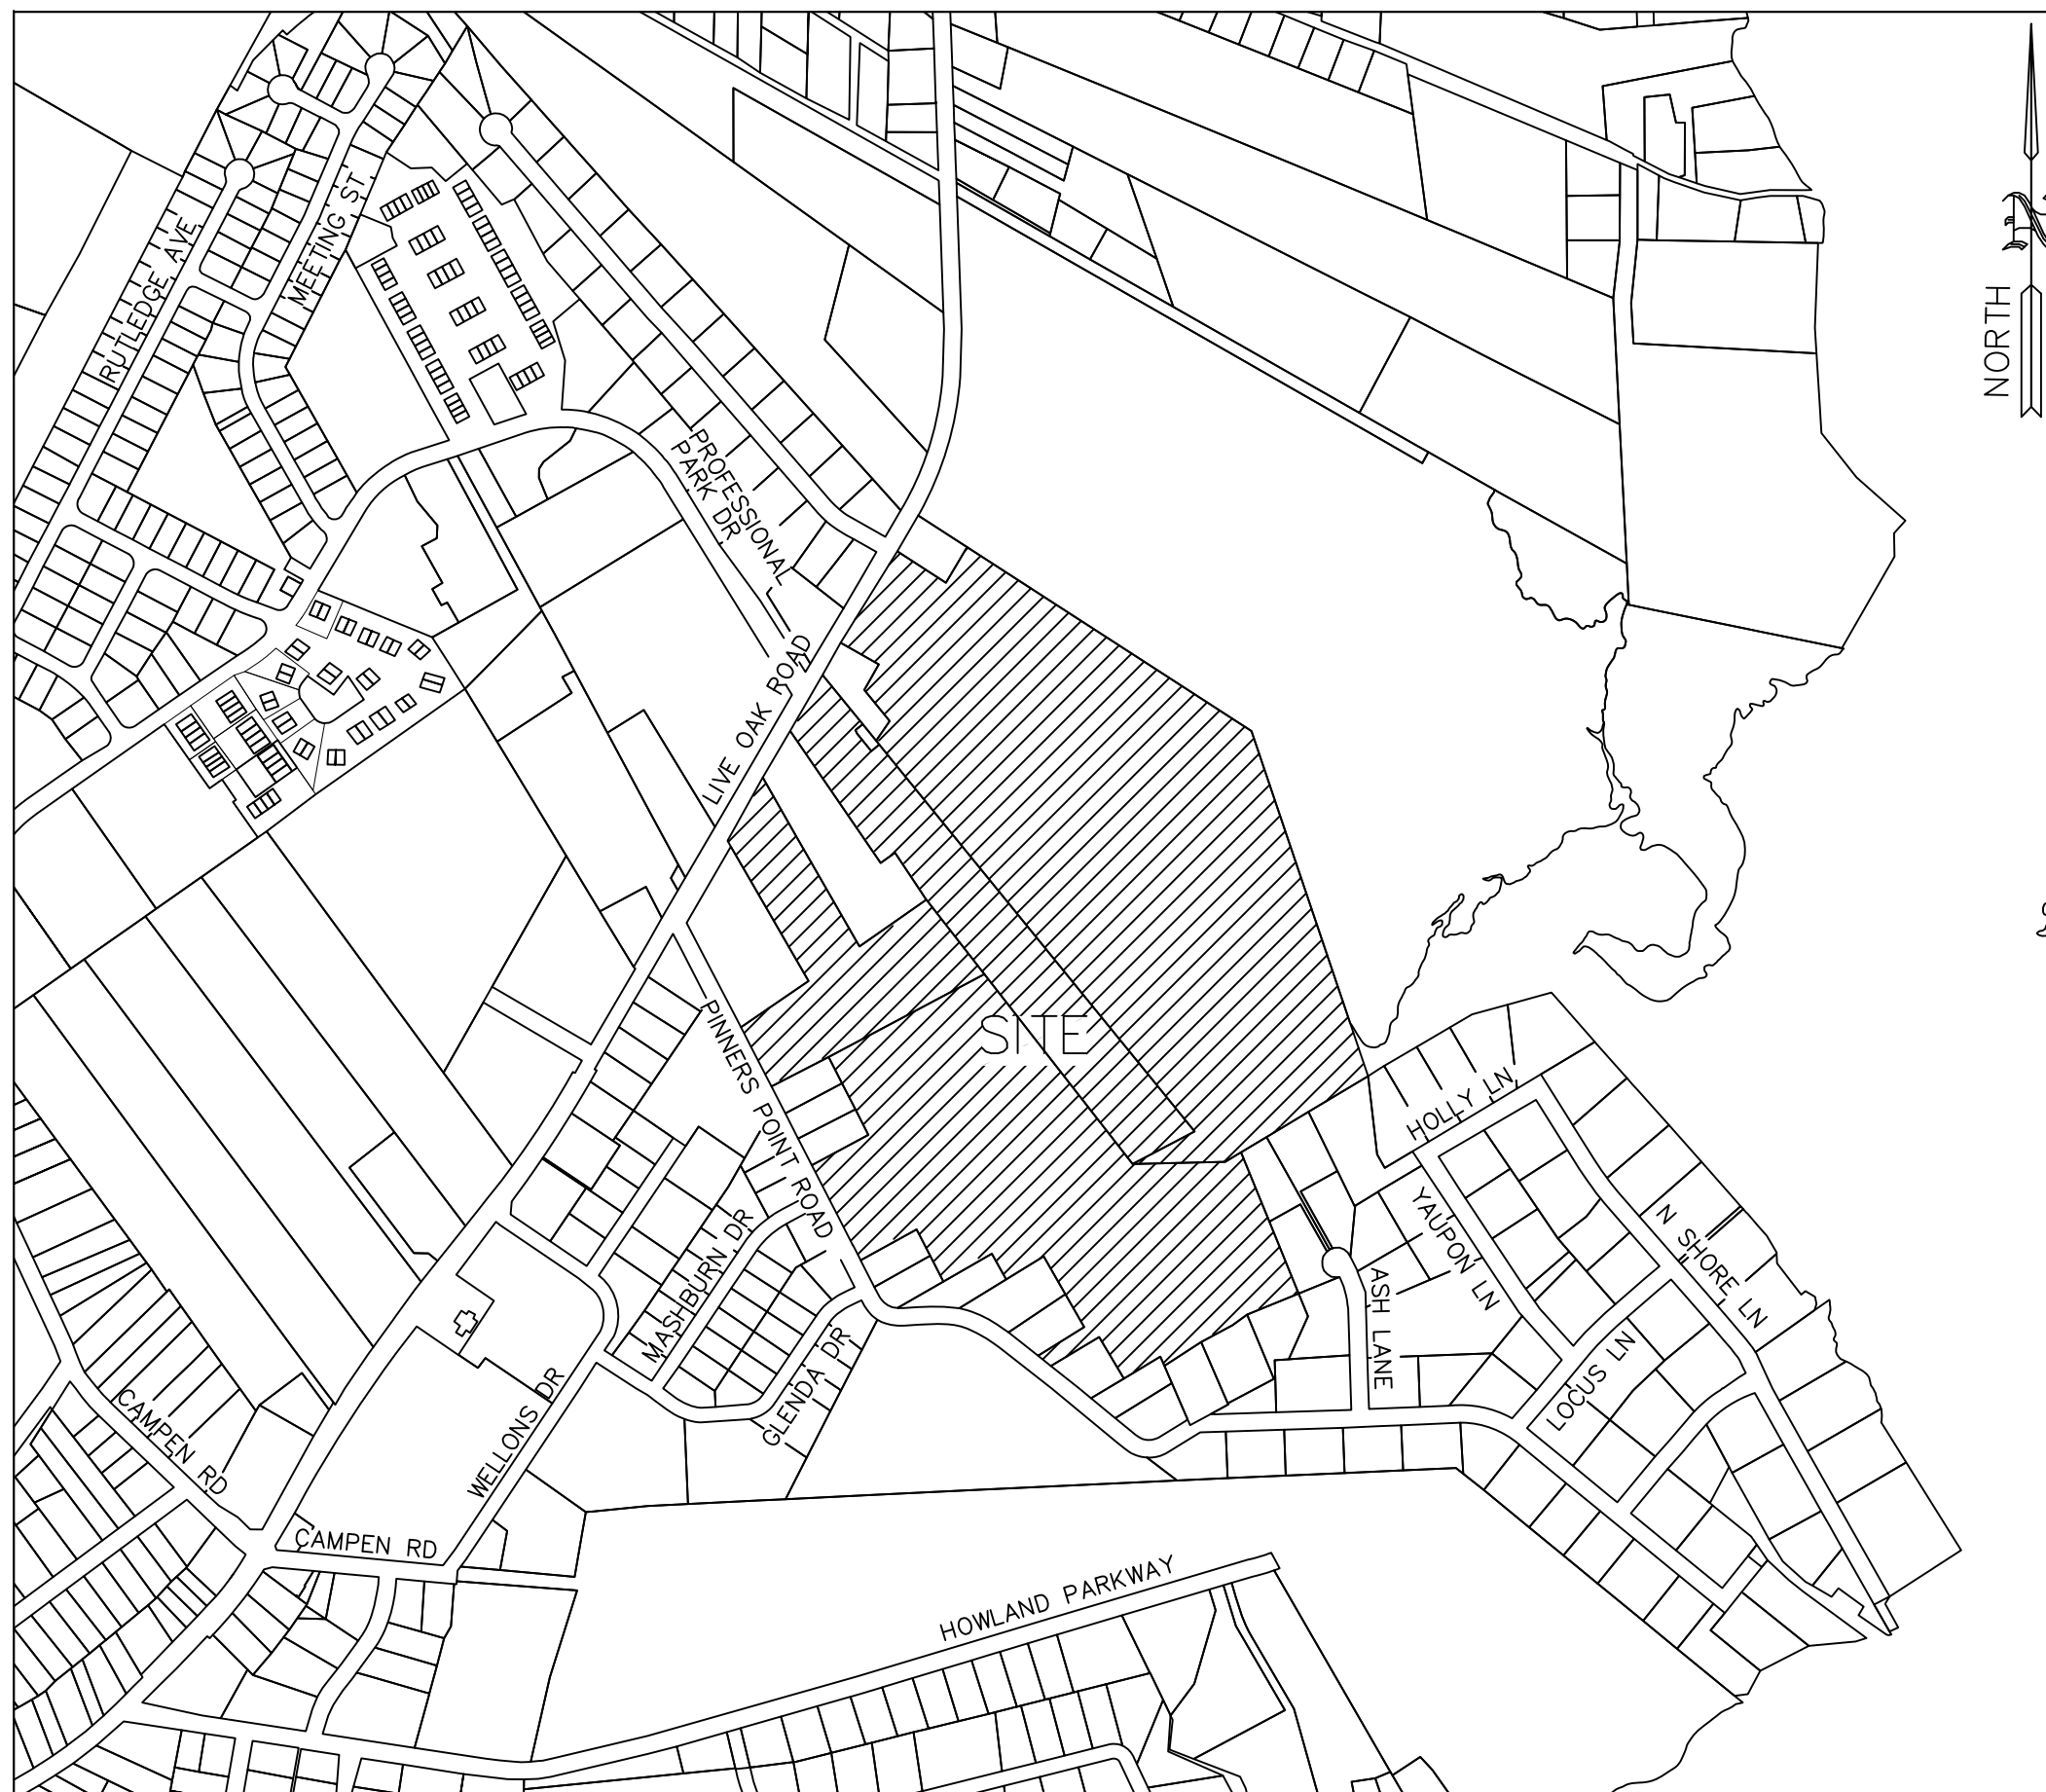 RUTLEDGE AVE
MEETING ST
NORTH
PROFESSIONAL
PARK DR
LIVE OAK ROAD
SITE
PINNERS POINT ROAD
HOLLY LN
YAUPON LN
N SHORE LN
MASHBURN DR
ASH LANE
GLENDA DR
LOCUS LN
CAMPEN RD
WELLONS DR
CAMPEN RD
HOWLAND PARKWAY